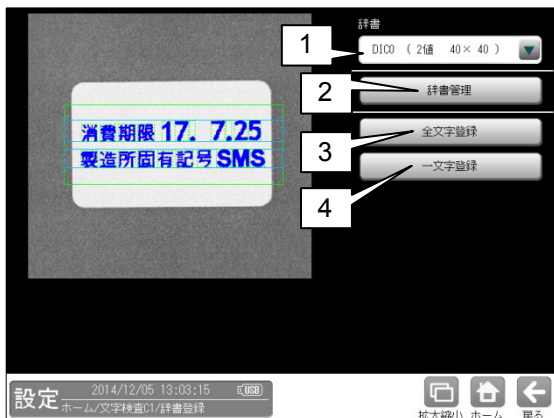 辞書
1
DIC0 ( 2値 40× 40 )
2
辞書管理
3
全文字登録
4
一文字登録
消費期限 17. 7.25
製造所固有記号 SMS
設定
2014/12/05 13:03:15 USB
ホーム/文字検査C1/辞書登録
拡大縮小 ホーム 戻る